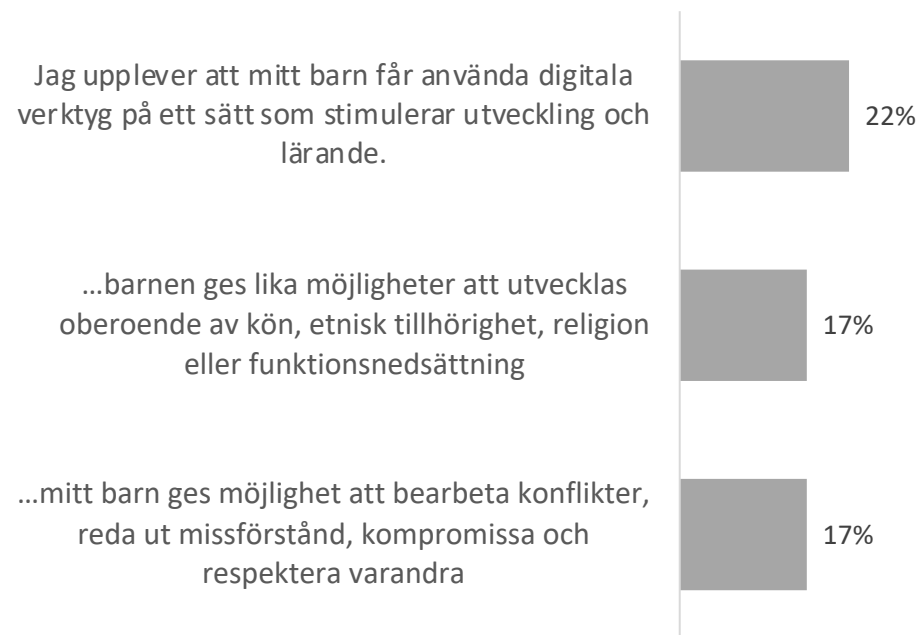 Jag upplever att mitt barn får använda digitala
verktyg på ett sätt som stimulerar utveckling och
lärande.
22%
…barnen ges lika möjligheter att utvecklas
oberoende av kön, etnisk tillhörighet, religion
eller funktionsnedsättning
17%
…mitt barn ges möjlighet att bearbeta konflikter,
reda ut missförstånd, kompromissa och
respektera varandra
17%